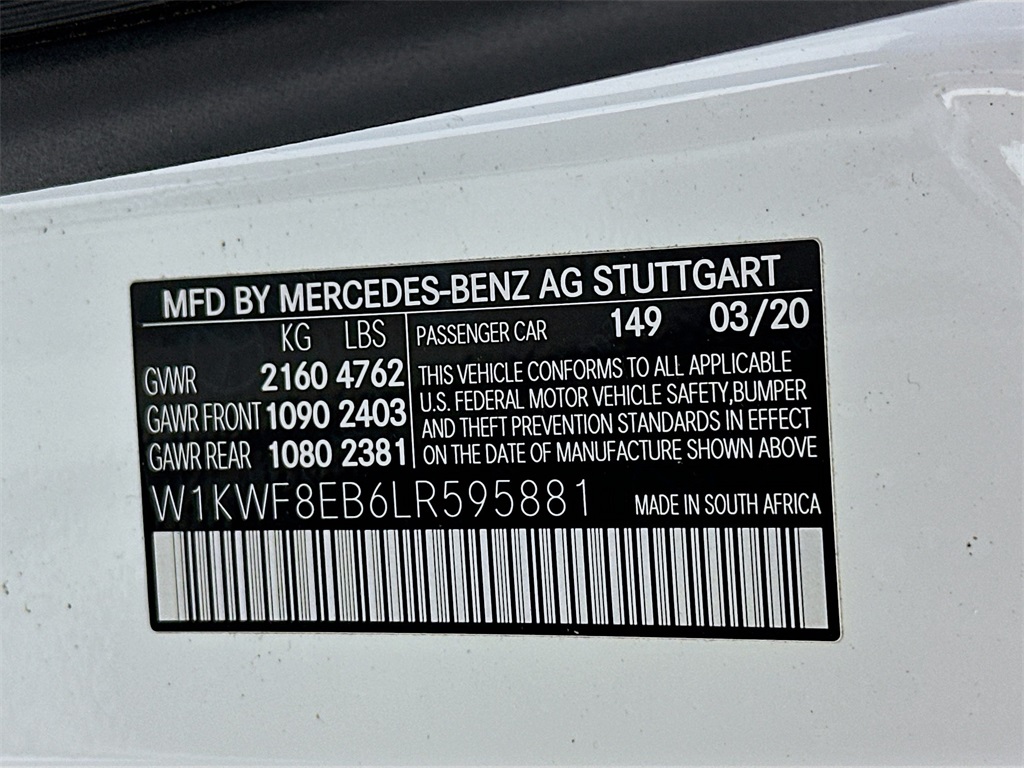 MFD BY MERCEDES-BENZ AG STUTTGART
KG LBS
GVWR 2160 4762
GAWR FRONT 1090 2403
GAWR REAR 1080 2381
PASSENGER CAR 149 03/20
THIS VEHICLE CONFORMS TO ALL APPLICABLE
U.S. FEDERAL MOTOR VEHICLE SAFETY,BUMPER
AND THEFT PREVENTION STANDARDS IN EFFECT
ON THE DATE OF MANUFACTURE SHOWN ABOVE
W1KWF8EB6LR595881 MADE IN SOUTH AFRICA